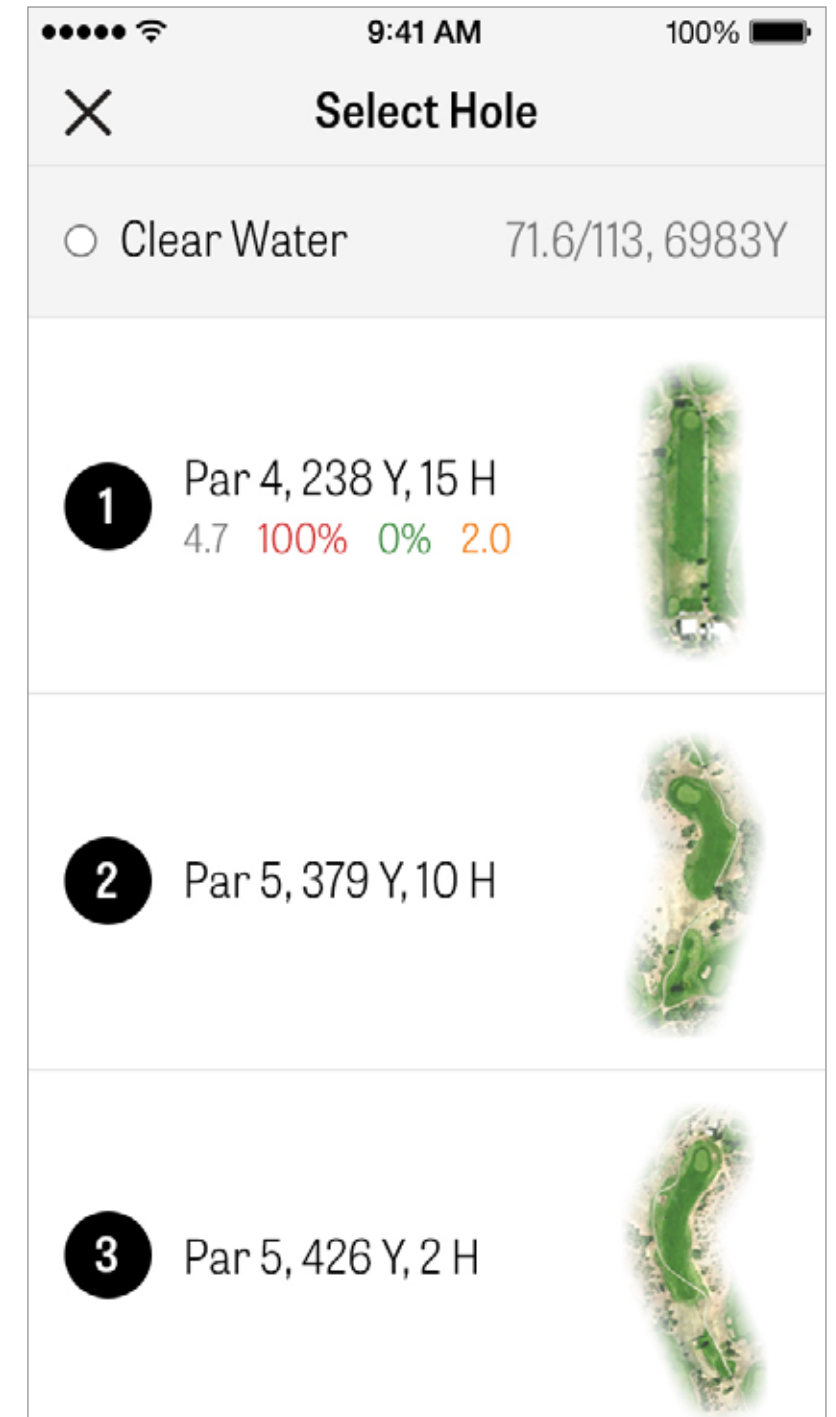 9:41 AM 100%
Select Hole
Clear Water 71.6/113, 6983Y
1
Par 4, 238 Y, 15 H
4.7 100% 0% 2.0
2
Par 5, 379 Y, 10 H
3
Par 5, 426 Y, 2 H